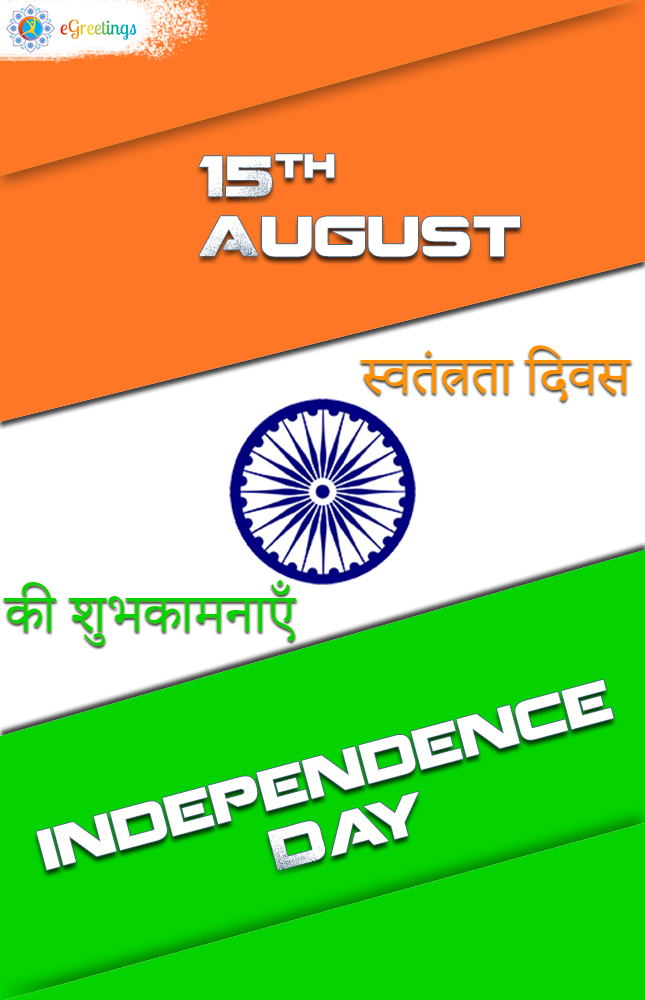 eGreetings
15TH
AUGUST
स्वतंत्रता दिवस
की शुभकामनाएँ
INDEPENDENCE
DAY